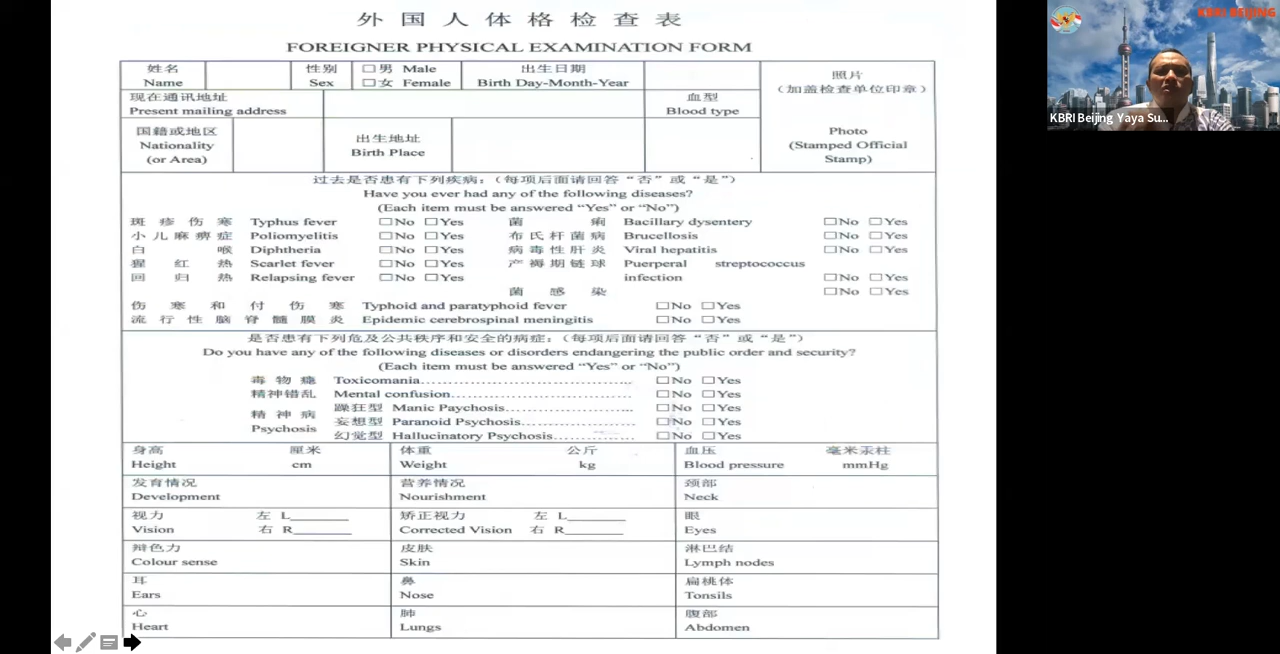 外国人体格检查表
FOREIGNER PHYSICAL EXAMINATION FORM
姓名 性别 □男 Male 出生日期 照片
Name Sex □女 Female Birth Day-Month-Year (加盖检查单位印章)
现在通讯地址 血型
Present mailing address Blood type
国籍或地区 出生地址 Photo
Nationality Birth Place (Stamped Official
(or Area) Stamp)
过去是否患有下列疾病:(每项后面请回答“否”或“是”)
Have you ever had any of the following diseases?
(Each item must be answered “Yes” or “No”)
斑疹伤寒 Typhus fever □No □Yes 菌痢 Bacillary dysentery □No □Yes
小儿麻痹症 Poliomyelitis □No □Yes 布氏杆菌病 Brucellosis □No □Yes
白喉 Diphtheria □No □Yes 病毒性肝炎 Viral hepatitis □No □Yes
猩红热 Scarlet fever □No □Yes 产褥期链球 Puerperal streptococcus
回归热 Relapsing fever □No □Yes infection □No □Yes
菌感染 □No □Yes
伤寒和付伤寒 Typhoid and paratyphoid fever □No □Yes
流行性脑脊髓膜炎 Epidemic cerebrospinal meningitis □No □Yes
是否患有下列危及公共秩序和安全的病症:(每项后面请回答“否”或“是”)
Do you have any of the following diseases or disorders endangering the public order and security?
(Each item must be answered “Yes” or “No”)
毒物瘾 Toxicomania □No □Yes
精神错乱 Mental confusion □No □Yes
精神病 Psychosis
躁狂型 Manic Paychosis □No □Yes
妄想型 Paranoid Psychosis □No □Yes
幻觉型 Hallucinatory Psychosis □No □Yes
身高 厘米 体重 公斤 血压 毫米汞柱
Height cm Weight kg Blood pressure mmHg
发育情况 营养情况 颈部
Development Nourishment Neck
视力 左 L______ 矫正视力 左 L______ 眼
Vision 右 R______ Corrected Vision 右 R______ Eyes
辩色力 皮肤 淋巴结
Colour sense Skin Lymph nodes
耳 鼻 扁桃体
Ears Nose Tonsils
心 肺 腹部
Heart Lungs Abdomen
KBRI BEIJING
KBRI Beijing Yaya Su...